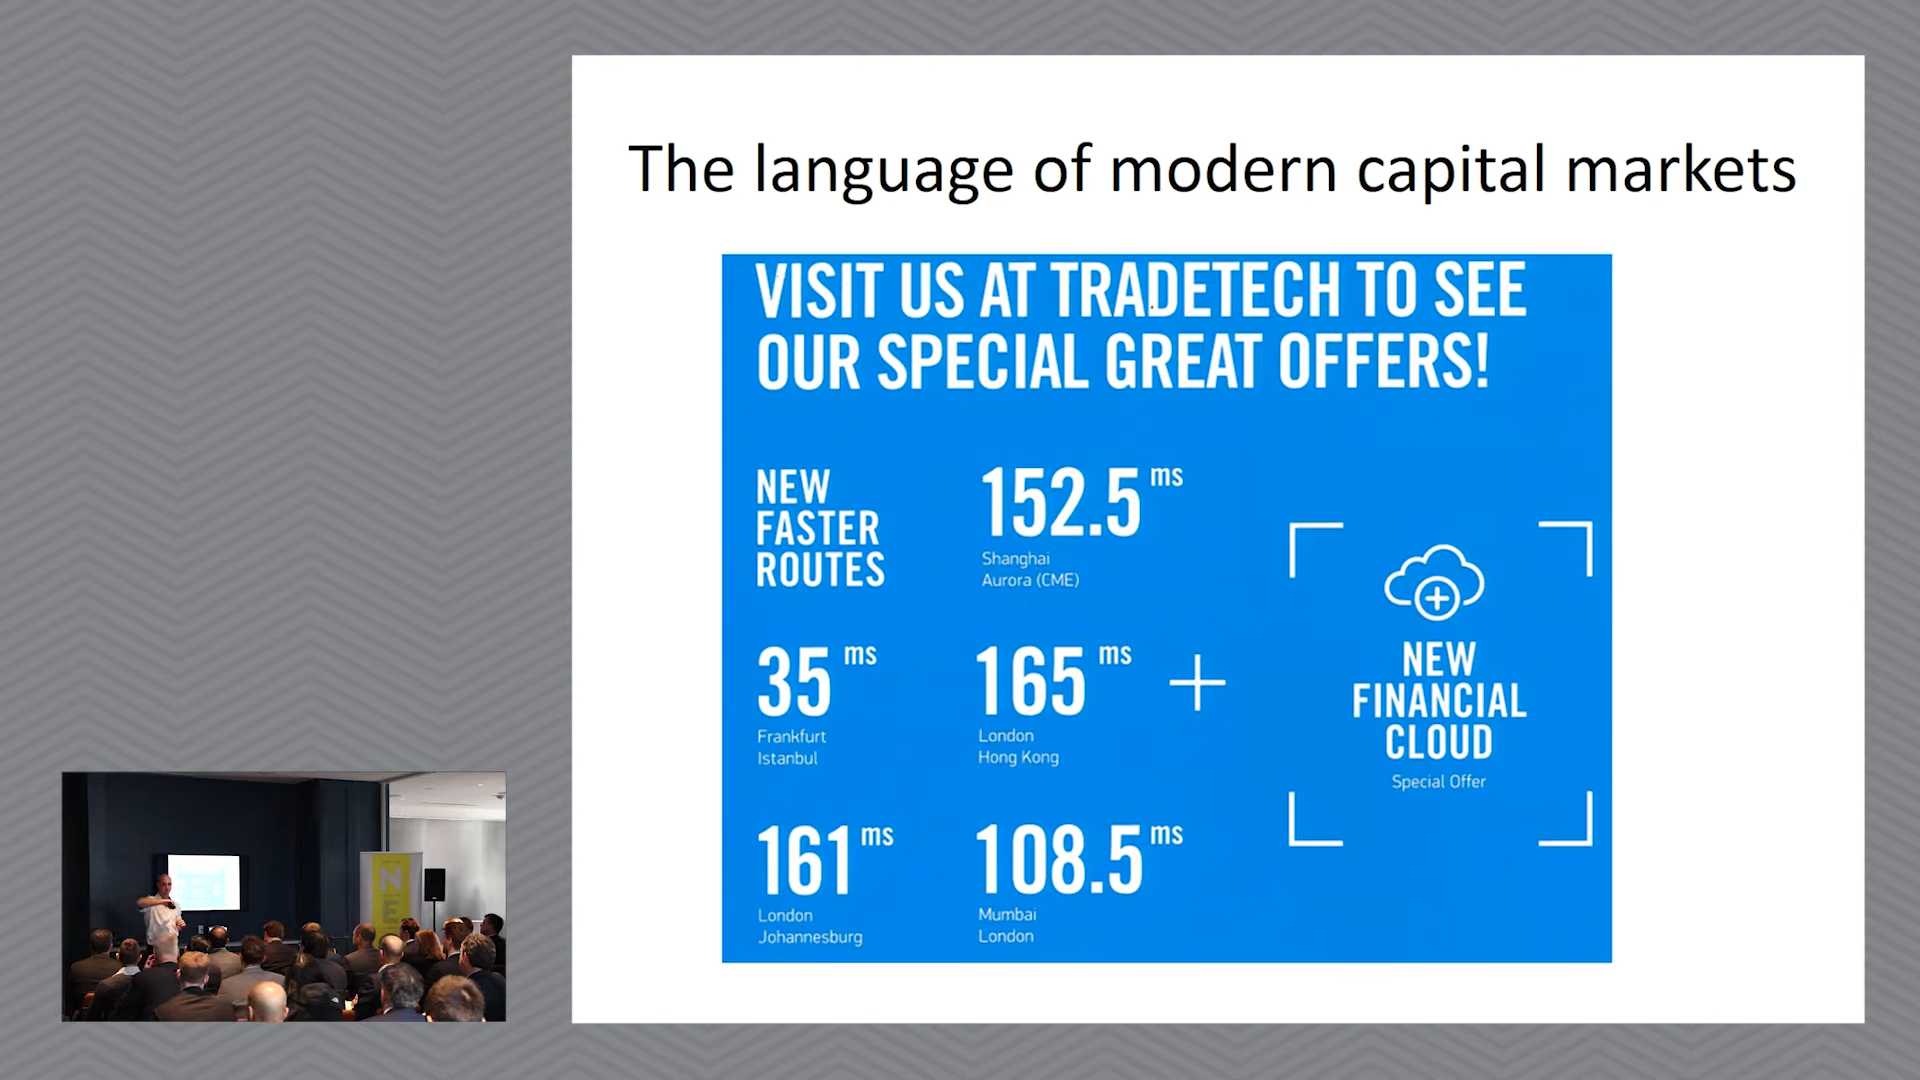 The language of modern capital markets
VISIT US AT TRADETECH TO SEE
OUR SPECIAL GREAT OFFERS!
NEW
FASTER
ROUTES
152.5 ms
Shanghai
Aurora (CME)
35 ms
Frankfurt
Istanbul
165 ms
London
Hong Kong
+
161 ms
London
Johannesburg
108.5 ms
Mumbai
London
NEW
FINANCIAL
CLOUD
Special Offer
N
E